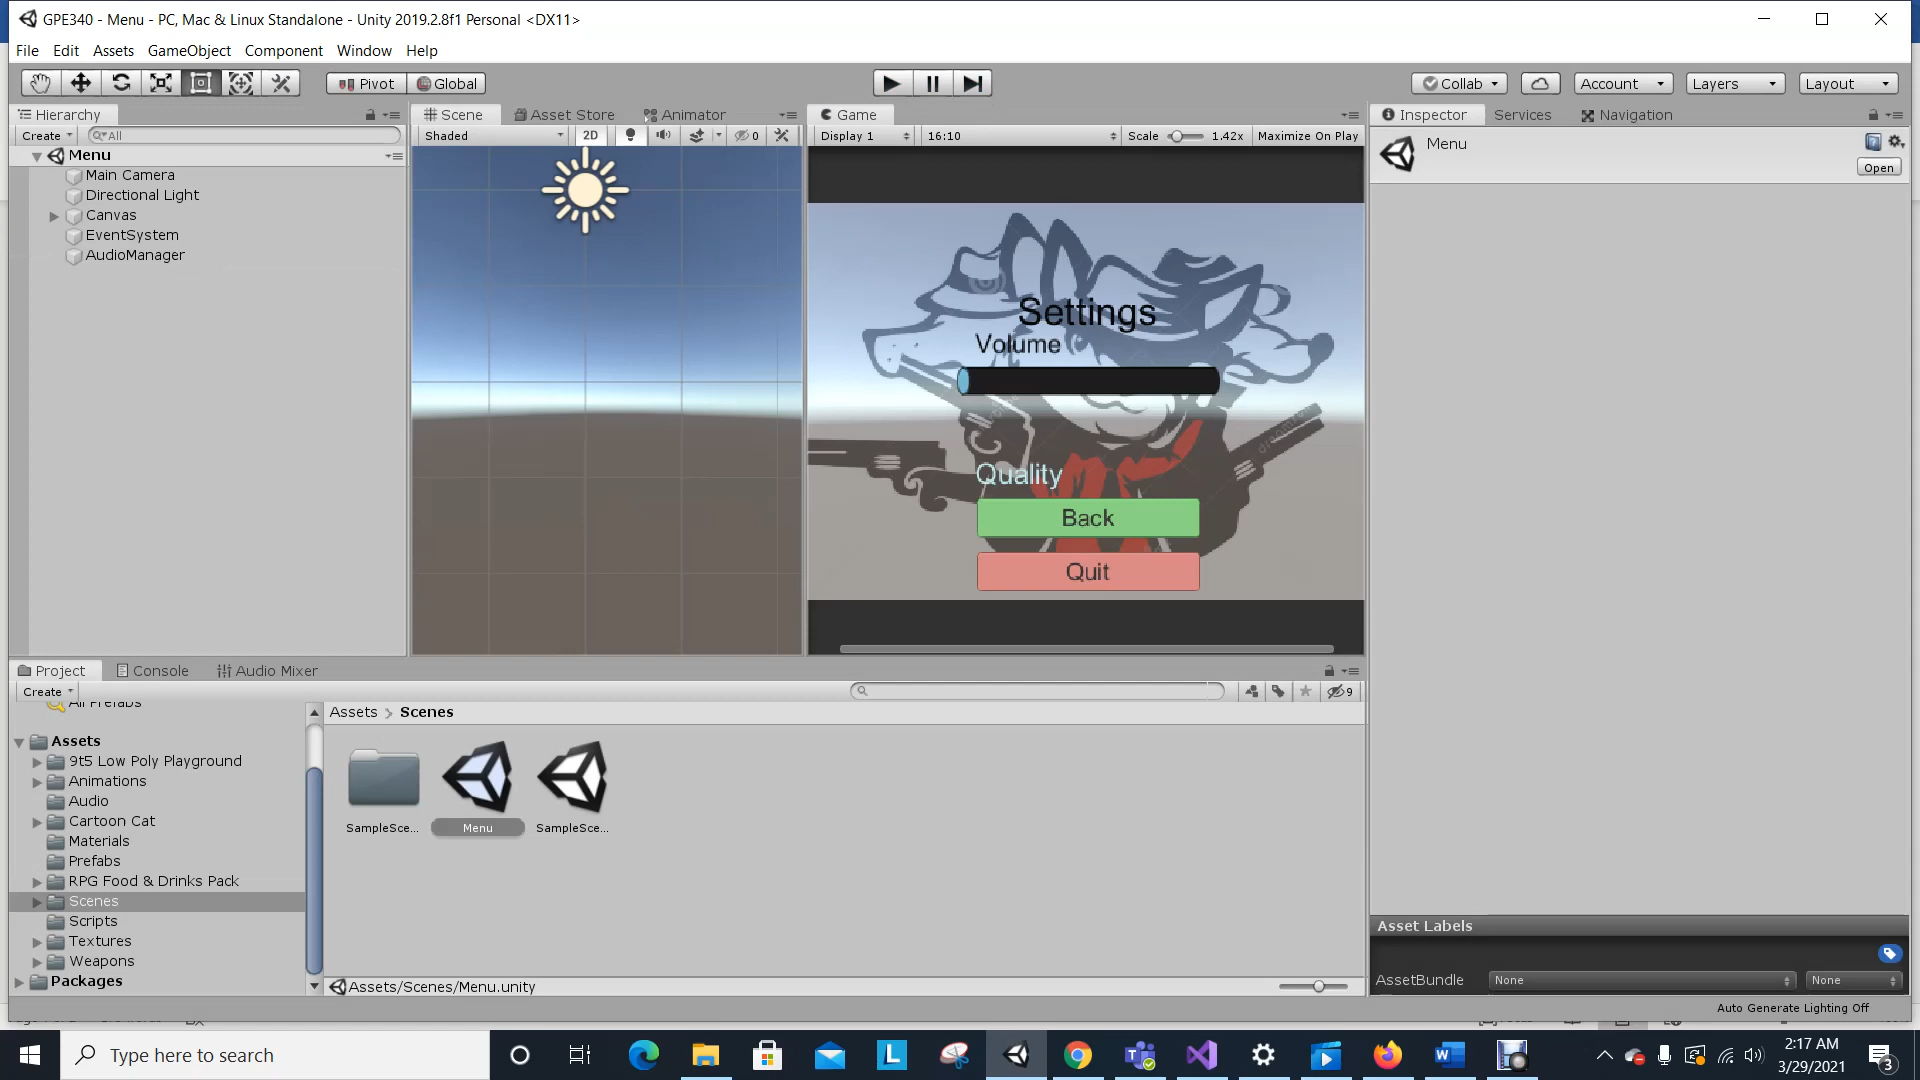 GPE340 - Menu - PC, Mac & Linux Standalone - Unity 2019.2.8f1 Personal <DX11>
File Edit Assets GameObject Component Window Help
Pivot Global Collab Account Layers Layout
Hierarchy Scene Asset Store Animator Game Inspector Services Navigation
Create All Shaded 2D 0 Display 1 16:10 Scale 1.42x Maximize On Play
Menu
Main Camera
Directional Light
Canvas
EventSystem
AudioManager
Settings
Volume
Quality
Back
Quit
Menu
Open
Project Console Audio Mixer
Create 9
All Prefabs
Assets
9t5 Low Poly Playground
Animations
Audio
Cartoon Cat
Materials
Prefabs
RPG Food & Drinks Pack
Scenes
Scripts
Textures
Weapons
Packages
Assets > Scenes
SampleSce... Menu SampleSce...
Assets/Scenes/Menu.unity
Asset Labels
AssetBundle None None
Auto Generate Lighting Off
Type here to search
2:17 AM
3/29/2021
3